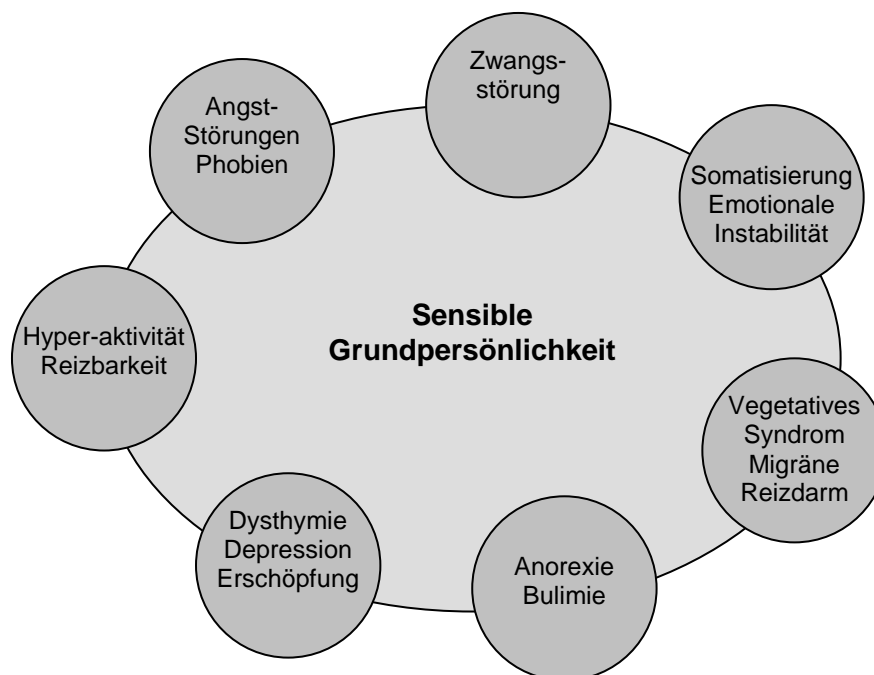 Zwangs-
störung
Angst-
Störungen
Phobien
Somatisierung
Emotionale
Instabilität
Sensible
Grundpersönlichkeit
Hyper-aktivität
Reizbarkeit
Vegetatives
Syndrom
Migräne
Reizdarm
Dysthymie
Depression
Erschöpfung
Anorexie
Bulimie